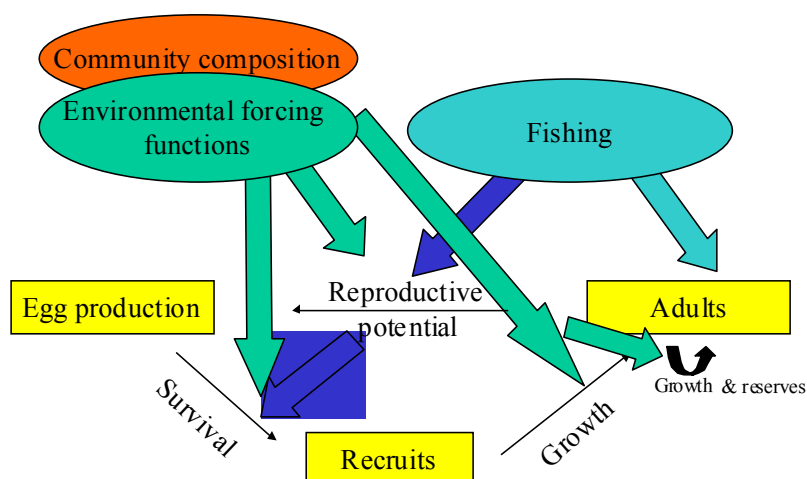 Community composition
Environmental forcing
functions
Fishing
Egg production
Reproductive
potential
Adults
Growth & reserves
Survival
Growth
Recruits